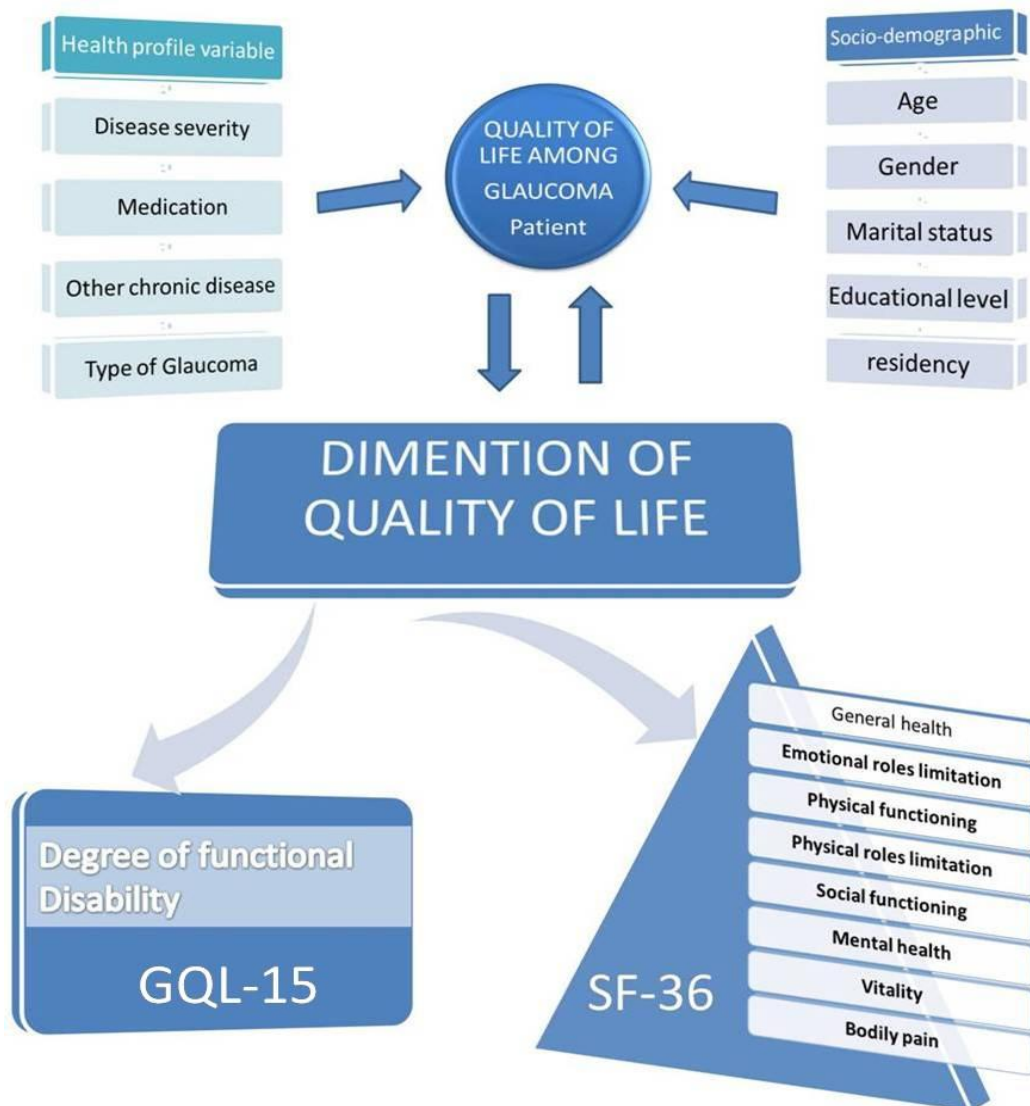 Health profile variable
Disease severity
Medication
Other chronic disease
Type of Glaucoma
QUALITY OF
LIFE AMONG
GLAUCOMA
Patient
Socio-demographic
Age
Gender
Marital status
Educational level
residency
DIMENTION OF
QUALITY OF LIFE
Degree of functional
Disability
GQL-15
SF-36
General health
Emotional roles limitation
Physical functioning
Physical roles limitation
Social functioning
Mental health
Vitality
Bodily pain